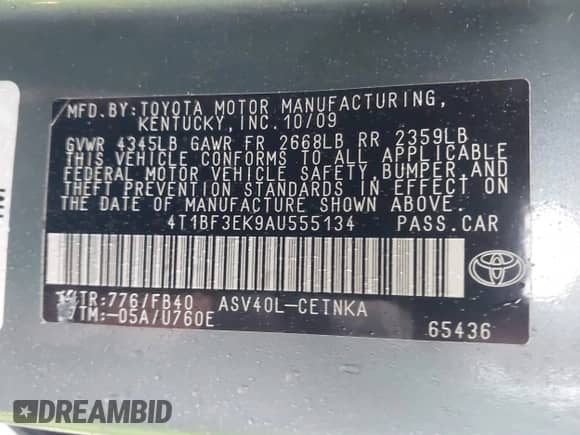 MFD.BY:TOYOTA MOTOR MANUFACTURING,
KENTUCKY,INC.10/09
GVWR 4345LB GAWR FR 2668LB RR 2359LB
THIS VEHICLE CONFORMS TO ALL APPLICABLE
FEDERAL MOTOR VEHICLE SAFETY,BUMPER,AND
THEFT PREVENTION STANDARDS IN EFFECT ON
THE DATE OF MANUFACTURE SHOWN ABOVE.
4T1BF3EK9AU555134 PASS.CAR
/TR:776/FB40 ASV40L-CETNKA
/TM:-05A/U760E
65436
DREAMBID